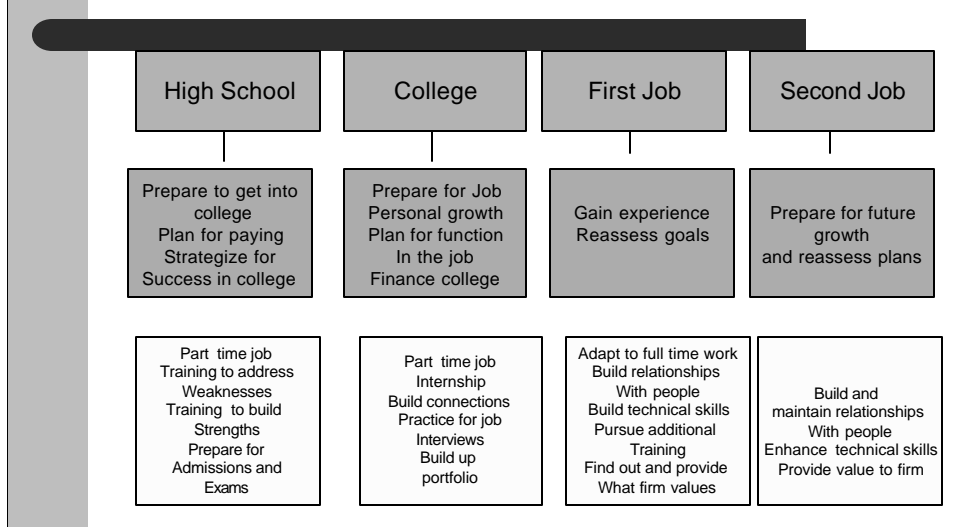 High School
College
First Job
Second Job
Prepare to get into
college
Plan for paying
Strategize for
Success in college
Prepare for Job
Personal growth
Plan for function
In the job
Finance college
Gain experience
Reassess goals
Prepare for future
growth
and reassess plans
Part time job
Training to address
Weaknesses
Training to build
Strengths
Prepare for
Admissions and
Exams
Part time job
Internship
Build connections
Practice for job
Interviews
Build up
portfolio
Adapt to full time work
Build relationships
With people
Build technical skills
Pursue additional
Training
Find out and provide
What firm values
Build and
maintain relationships
With people
Enhance technical skills
Provide value to firm